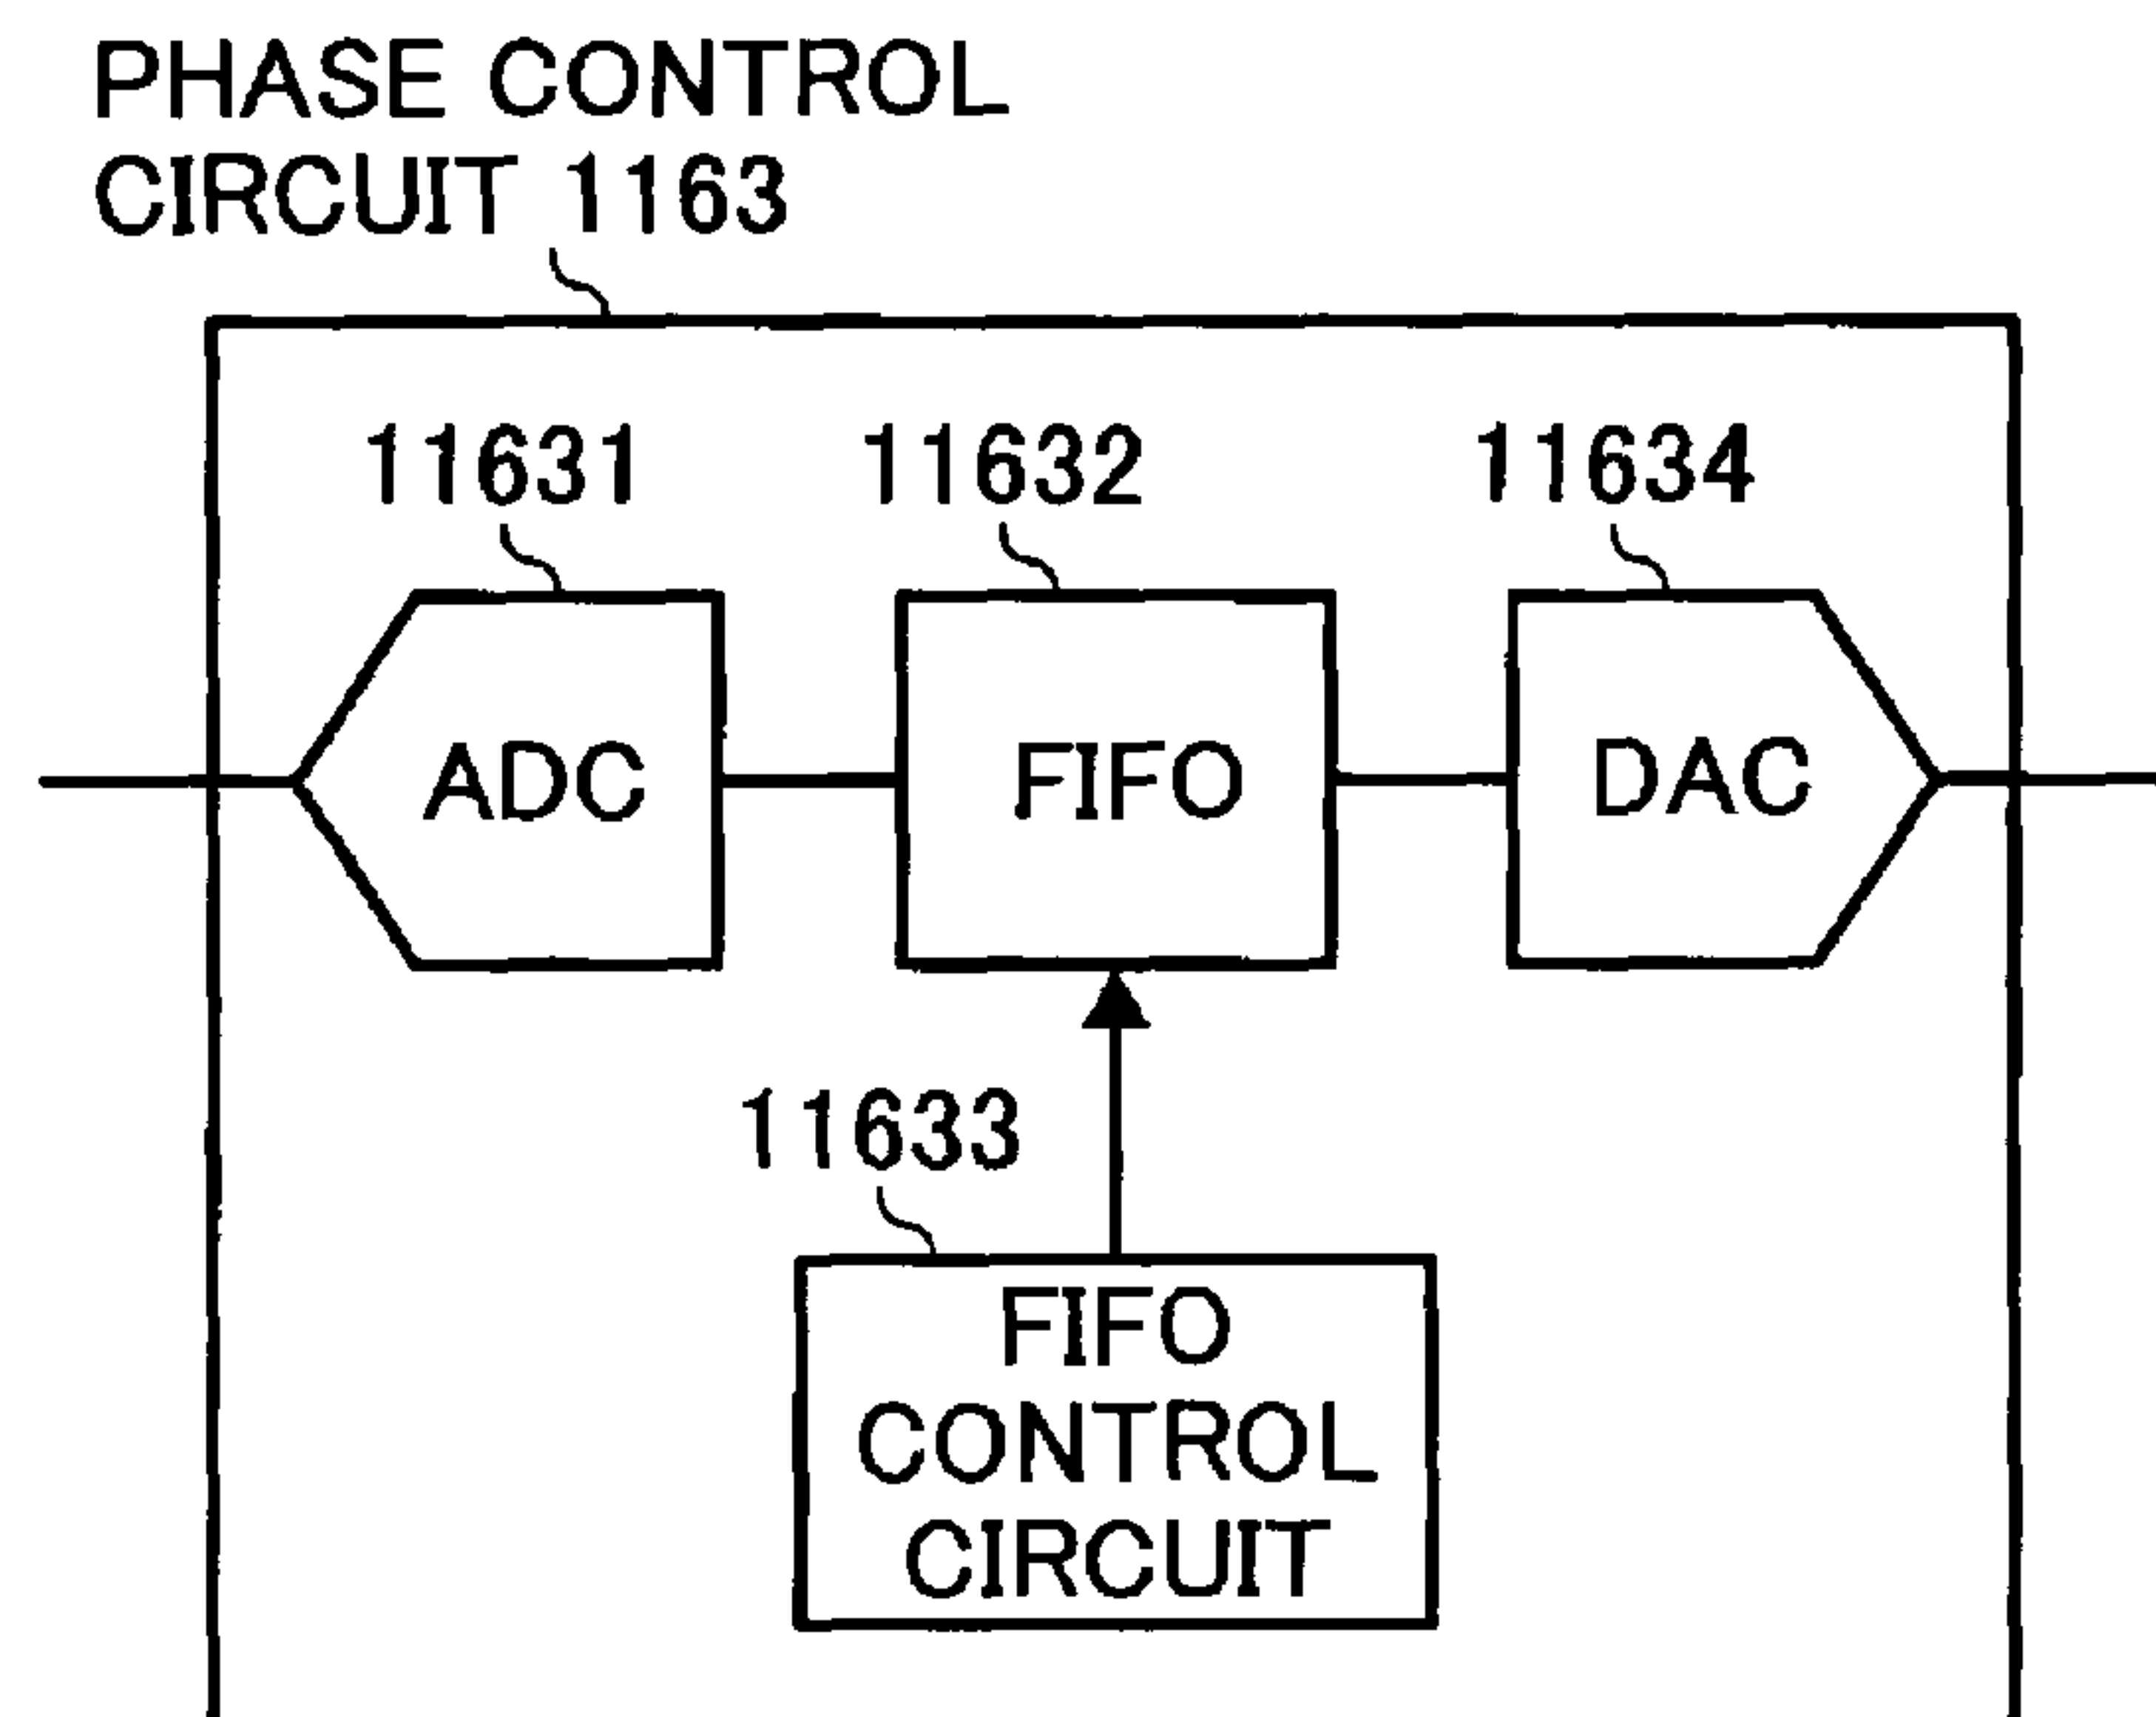 PHASE CONTROL
CIRCUIT 1163
11631
11632
11634
ADC
FIFO
DAC
11633
FIFO
CONTROL
CIRCUIT